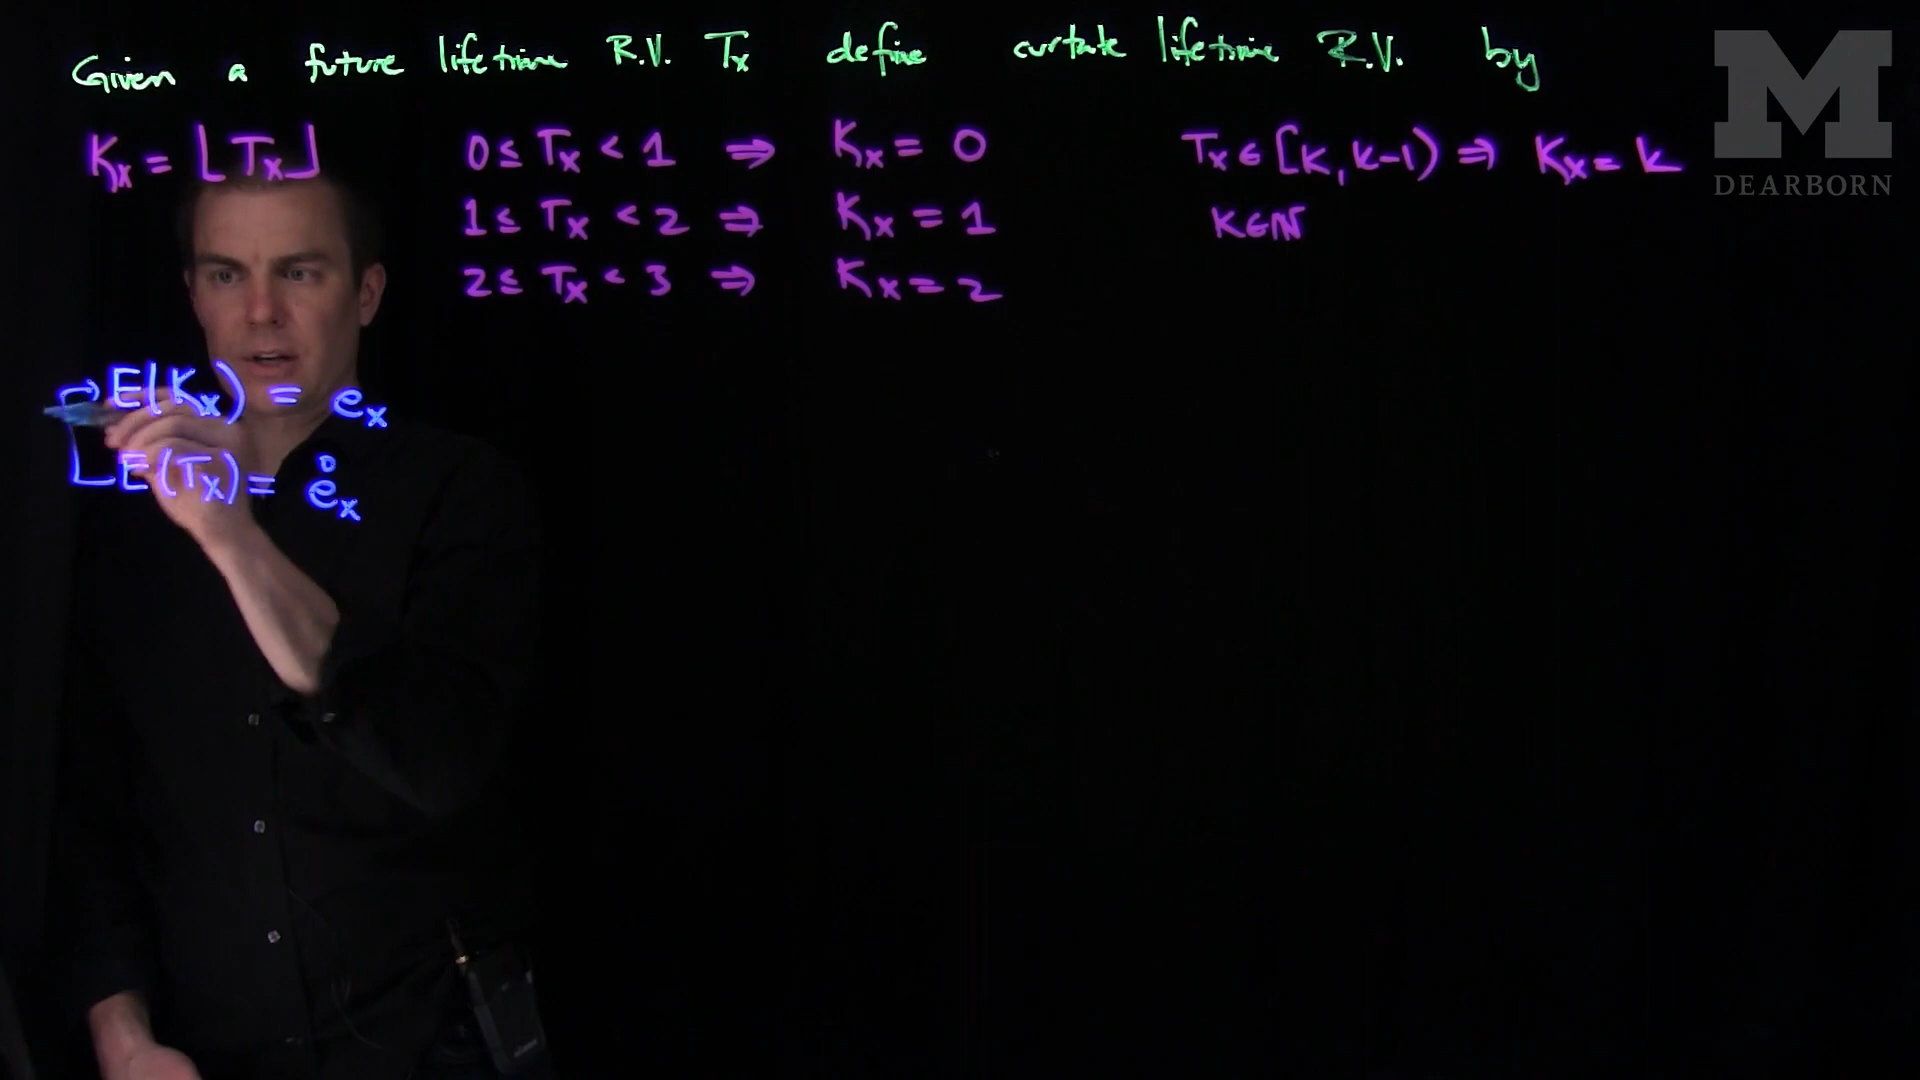 Given a future lifetime R.V. Tx define curtate lifetime R.V. by
Kx = ⌊Tx⌋ 0 ≤ Tx < 1 ⇒ Kx = 0 Tx ∈ [k, k-1) ⇒ Kx = k
1 ≤ Tx < 2 ⇒ Kx = 1 k ∈ ℕ
2 ≤ Tx < 3 ⇒ Kx = 2
E(Kx) = ex
E(Tx) = e̊x
M
DEARBORN